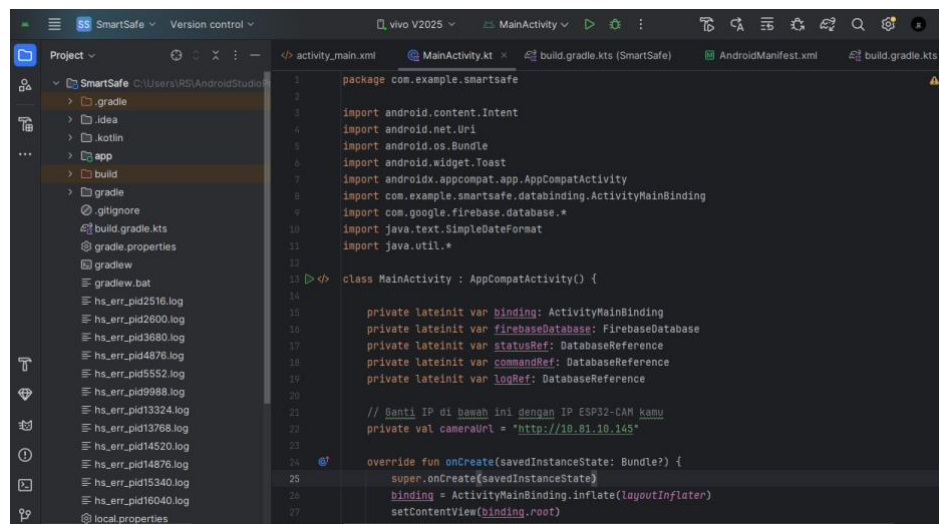 SS SmartSafe Version control vivo V2025 MainActivity
Project activity_main.xml MainActivity.kt build.gradle.kts (SmartSafe) AndroidManifest.xml build.gradle.kts
SmartSafe C:\Users\RS\AndroidStudio
.gradle
.idea
.kotlin
app
build
gradle
.gitignore
build.gradle.kts
gradle.properties
gradlew
gradlew.bat
hs_err_pid2516.log
hs_err_pid2600.log
hs_err_pid3680.log
hs_err_pid4876.log
hs_err_pid5552.log
hs_err_pid9988.log
hs_err_pid13324.log
hs_err_pid13768.log
hs_err_pid14520.log
hs_err_pid14876.log
hs_err_pid15340.log
hs_err_pid16040.log
local.properties
1 package com.example.smartsafe
2
3 import android.content.Intent
4 import android.net.Uri
5 import android.os.Bundle
6 import android.widget.Toast
7 import androidx.appcompat.app.AppCompatActivity
8 import com.example.smartsafe.databinding.ActivityMainBinding
9 import com.google.firebase.database.*
10 import java.text.SimpleDateFormat
11 import java.util.*
12
13 class MainActivity : AppCompatActivity() {
14
15 private lateinit var binding: ActivityMainBinding
16 private lateinit var firebaseDatabase: FirebaseDatabase
17 private lateinit var statusRef: DatabaseReference
18 private lateinit var commandRef: DatabaseReference
19 private lateinit var logRef: DatabaseReference
20
21 // Ganti IP di bawah ini dengan IP ESP32-CAM kamu
22 private val cameraUrl = "http://10.81.10.145"
23
24 override fun onCreate(savedInstanceState: Bundle?) {
25 super.onCreate(savedInstanceState)
26 binding = ActivityMainBinding.inflate(layoutInflater)
27 setContentView(binding.root)